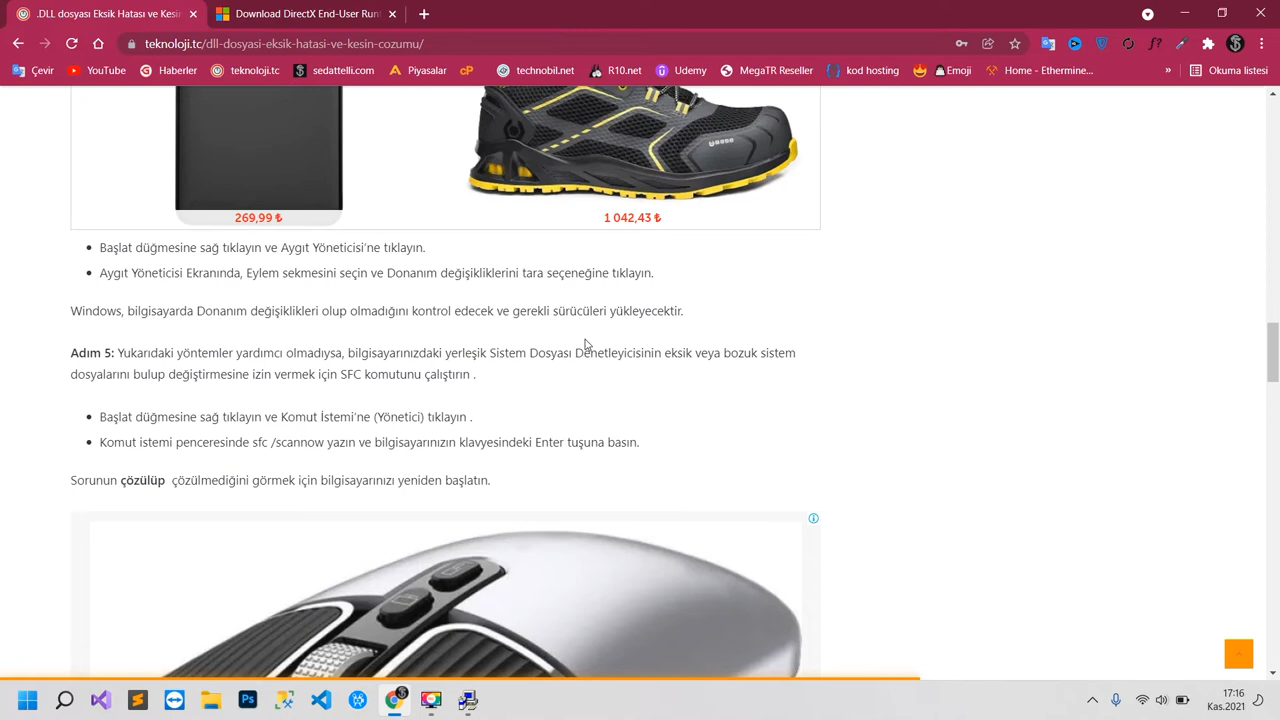 .DLL dosyası Eksik Hatası ve Kesin
Download DirectX End-User Runt
teknoloji.tc/dll-dosyasi-eksik-hatasi-ve-kesin-cozumu/
Çevir
YouTube
Haberler
teknoloji.tc
sedattelli.com
Piyasalar
cP
technobil.net
R10.net
Udemy
MegaTR Reseller
kod hosting
Emoji
Home - Ethermine...
»
Okuma listesi
269,99 ₺
1 042,43 ₺
Başlat düğmesine sağ tıklayın ve Aygıt Yöneticisi'ne tıklayın.
Aygıt Yöneticisi Ekranında, Eylem sekmesini seçin ve Donanım değişikliklerini tara seçeneğine tıklayın.
Windows, bilgisayarda Donanım değişiklikleri olup olmadığını kontrol edecek ve gerekli sürücüleri yükleyecektir.
Adım 5: Yukarıdaki yöntemler yardımcı olmadıysa, bilgisayarınızdaki yerleşik Sistem Dosyası Denetleyicisinin eksik veya bozuk sistem
dosyalarını bulup değiştirmesine izin vermek için SFC komutunu çalıştırın .
Başlat düğmesine sağ tıklayın ve Komut İstemi'ne (Yönetici) tıklayın .
Komut istemi penceresinde sfc /scannow yazın ve bilgisayarınızın klavyesindeki Enter tuşuna basın.
Sorunun çözülüp çözülmediğini görmek için bilgisayarınızı yeniden başlatın.
Ps
17:16
Kas.2021